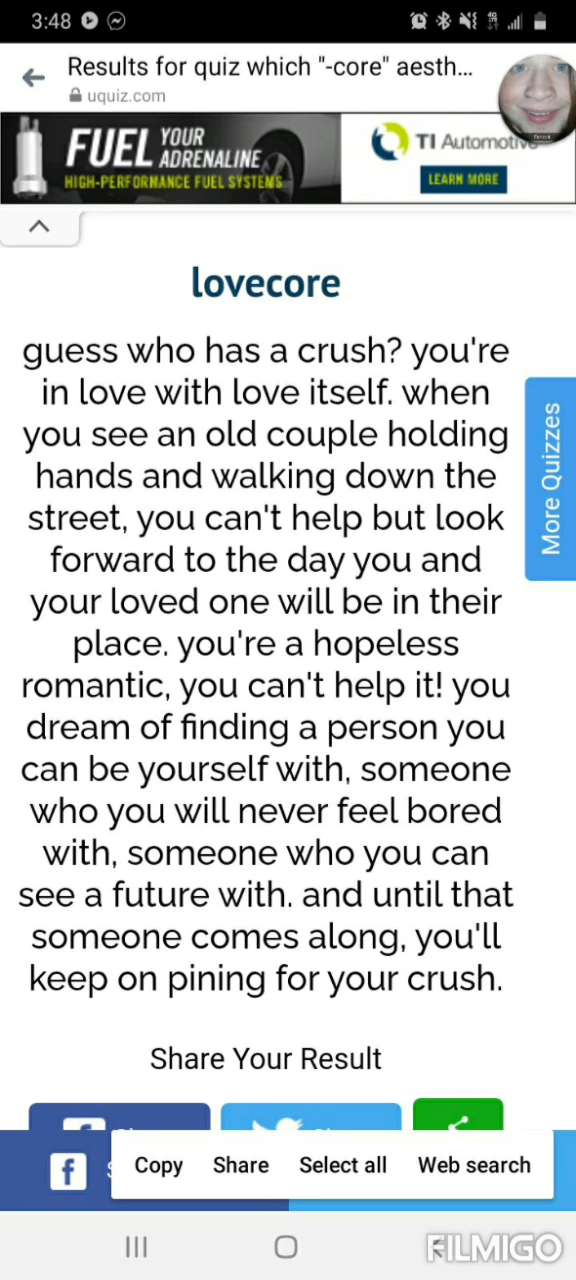 3:48
Results for quiz which "-core" aesth...
uquiz.com
FUEL YOUR ADRENALINE
HIGH-PERFORMANCE FUEL SYSTEMS
TI Automotive
LEARN MORE
lovecore
guess who has a crush? you're
in love with love itself. when
you see an old couple holding
hands and walking down the
street, you can't help but look
forward to the day you and
your loved one will be in their
place. you're a hopeless
romantic, you can't help it! you
dream of finding a person you
can be yourself with, someone
who you will never feel bored
with, someone who you can
see a future with. and until that
someone comes along, you'll
keep on pining for your crush.
More Quizzes
Share Your Result
Copy Share Select all Web search
FILMIGO